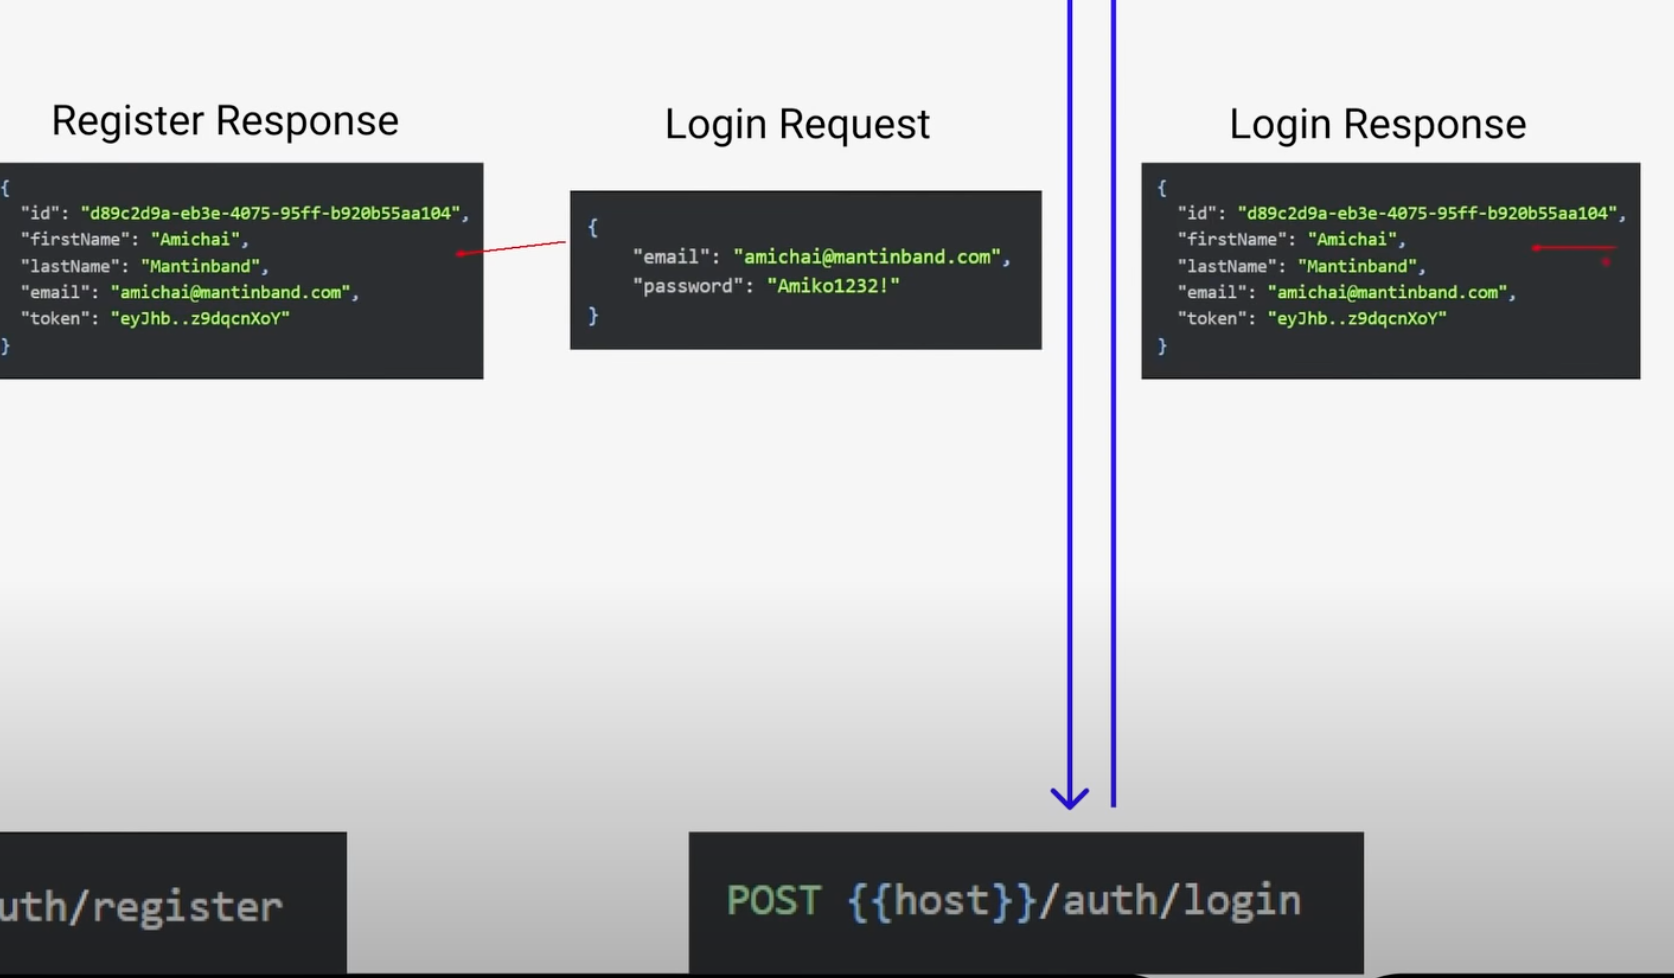 Register Response
{
"id": "d89c2d9a-eb3e-4075-95ff-b920b55aa104",
"firstName": "Amichai",
"lastName": "Mantinband",
"email": "amichai@mantinband.com",
"token": "eyJhb..z9dqcnXoY"
}
Login Request
{
"email": "amichai@mantinband.com",
"password": "Amiko1232!"
}
Login Response
{
"id": "d89c2d9a-eb3e-4075-95ff-b920b55aa104",
"firstName": "Amichai",
"lastName": "Mantinband",
"email": "amichai@mantinband.com",
"token": "eyJhb..z9dqcnXoY"
}
uth/register
POST {{host}}/auth/login